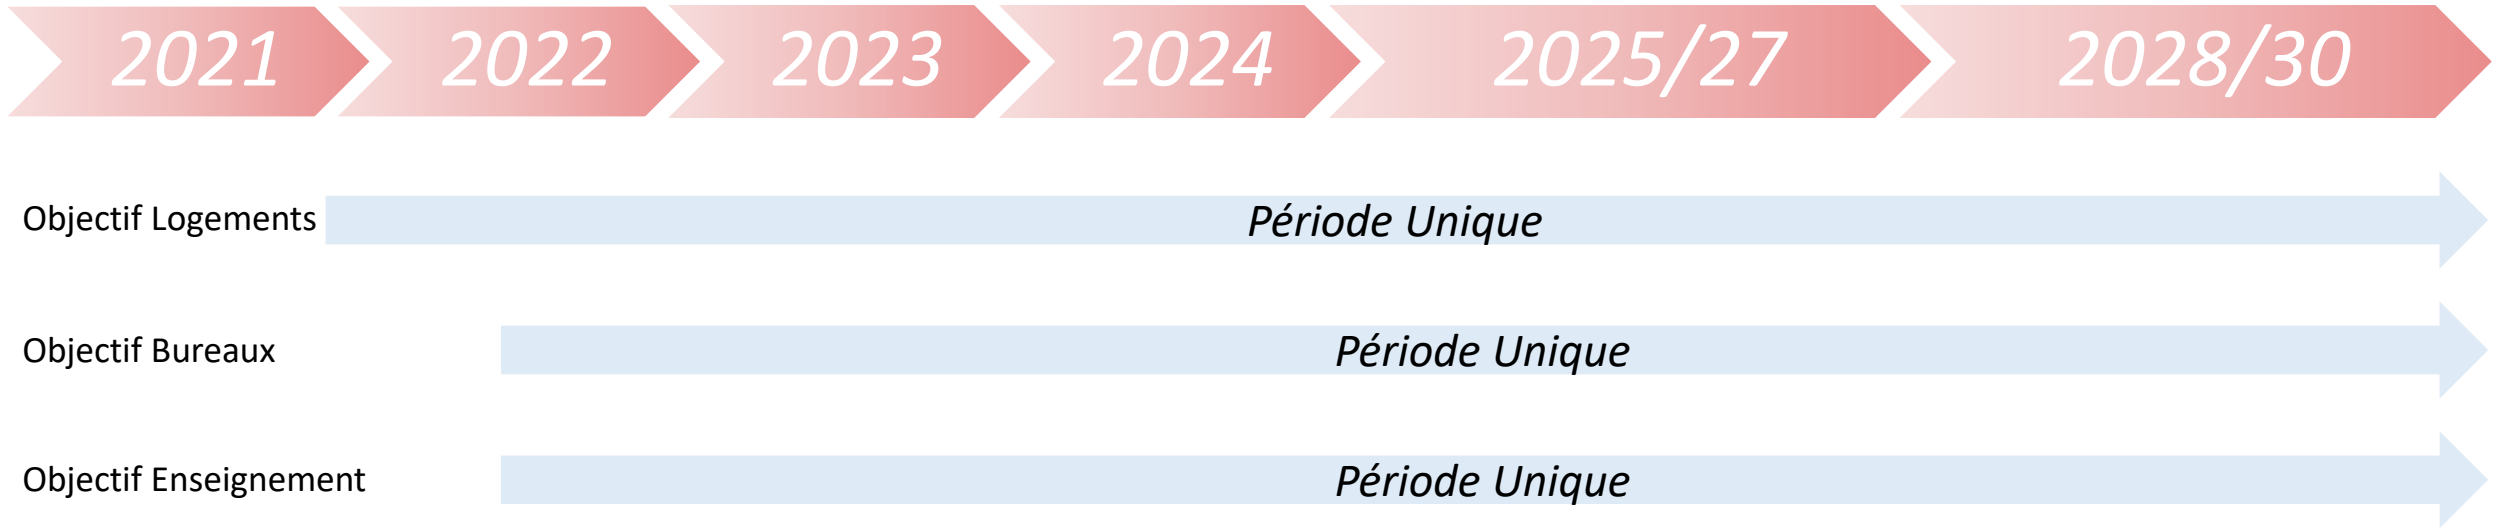 2021 2022 2023 2024 2025/27 2028/30
Objectif Logements Période Unique
Objectif Bureaux Période Unique
Objectif Enseignement Période Unique